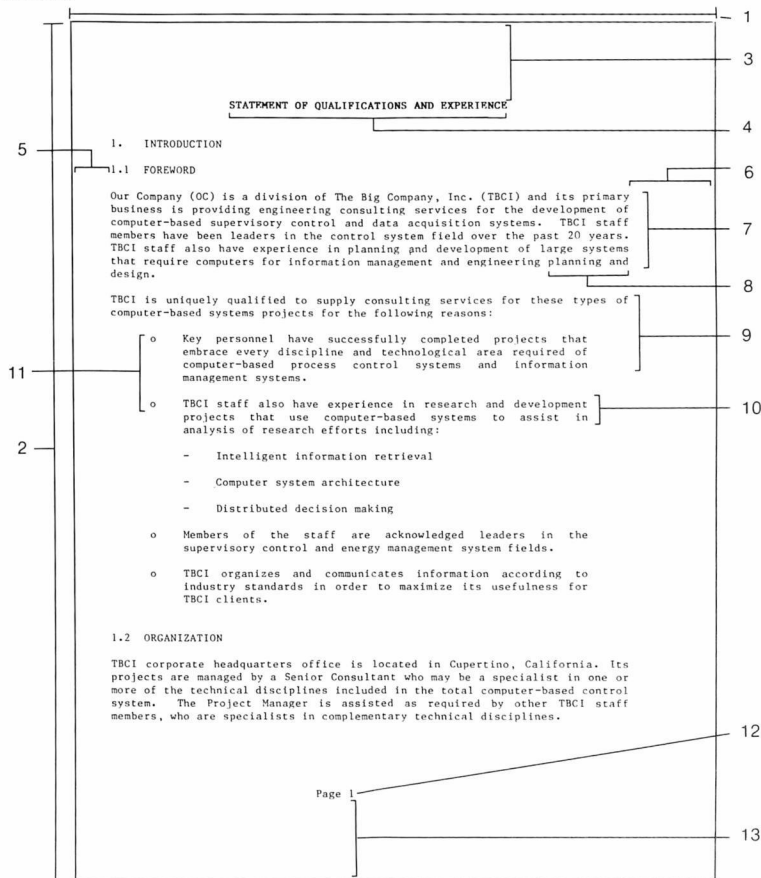 1
3
STATEMENT OF QUALIFICATIONS AND EXPERIENCE
4
1. INTRODUCTION
5
1.1 FOREWORD
6
Our Company (OC) is a division of The Big Company, Inc. (TBCI) and its primary
business is providing engineering consulting services for the development of
computer-based supervisory control and data acquisition systems. TBCI staff
7
members have been leaders in the control system field over the past 20 years.
TBCI staff also have experience in planning and development of large systems
that require computers for information management and engineering planning and
design.
8
TBCI is uniquely qualified to supply consulting services for these types of
computer-based systems projects for the following reasons:
9
o Key personnel have successfully completed projects that
embrace every discipline and technological area required of
computer-based process control systems and information
management systems.
11
o TBCI staff also have experience in research and development
10
projects that use computer-based systems to assist in
analysis of research efforts including:
2
- Intelligent information retrieval
- Computer system architecture
- Distributed decision making
o Members of the staff are acknowledged leaders in the
supervisory control and energy management system fields.
o TBCI organizes and communicates information according to
industry standards in order to maximize its usefulness for
TBCI clients.
1.2 ORGANIZATION
TBCI corporate headquarters office is located in Cupertino, California. Its
projects are managed by a Senior Consultant who may be a specialist in one or
more of the technical disciplines included in the total computer-based control
system. The Project Manager is assisted as required by other TBCI staff
members, who are specialists in complementary technical disciplines.
12
Page 1
13